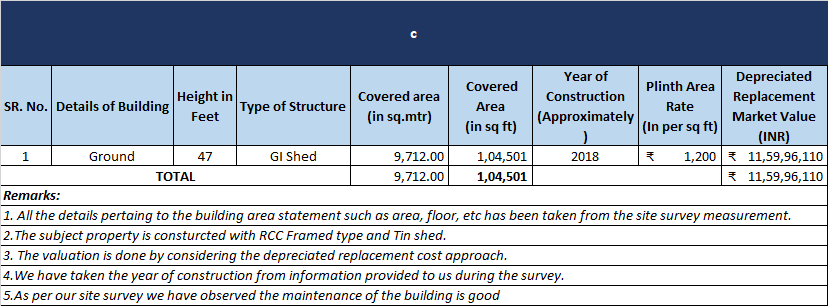 c
SR. No. Details of Building Height in Feet Type of Structure Covered area (in sq.mtr) Covered Area (in sq ft) Year of Construction (Approximately) Plinth Area Rate (In per sq ft) Depreciated Replacement Market Value (INR)
1 Ground 47 GI Shed 9,712.00 1,04,501 2018 ₹ 1,200 ₹ 11,59,96,110
TOTAL 9,712.00 1,04,501 ₹ 11,59,96,110
Remarks:
1. All the details pertaing to the building area statement such as area, floor, etc has been taken from the site survey measurement.
2.The subject property is consturcted with RCC Framed type and Tin shed.
3. The valuation is done by considering the depreciated replacement cost approach.
4.We have taken the year of construction from information provided to us during the survey.
5.As per our site survey we have observed the maintenance of the building is good